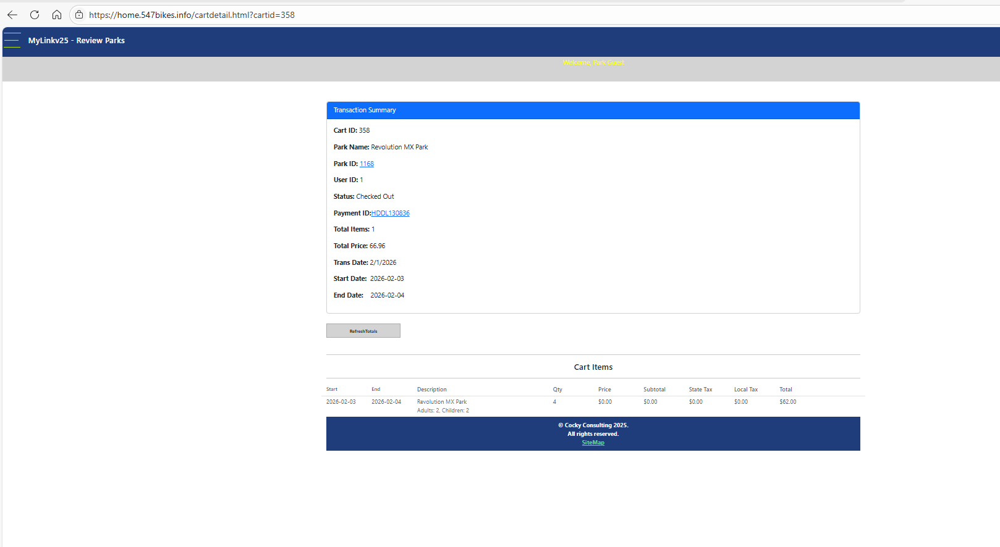 https://home.547bikes.info/cartdetail.html?cartid=358
MyLinkv25 - Review Parks
Welcome, Park Guest
Transaction Summary
Cart ID: 358
Park Name: Revolution MX Park
Park ID: 1168
User ID: 1
Status: Checked Out
Payment ID:HDDL130836
Total Items: 1
Total Price: 66.96
Trans Date: 2/1/2026
Start Date: 2026-02-03
End Date: 2026-02-04
RefreshTotals
Cart Items
Start End Description Qty Price Subtotal State Tax Local Tax Total
2026-02-03 2026-02-04 Revolution MX Park 4 $0.00 $0.00 $0.00 $0.00 $62.00
Adults: 2, Children: 2
© Cocky Consulting 2025.
All rights reserved.
SiteMap